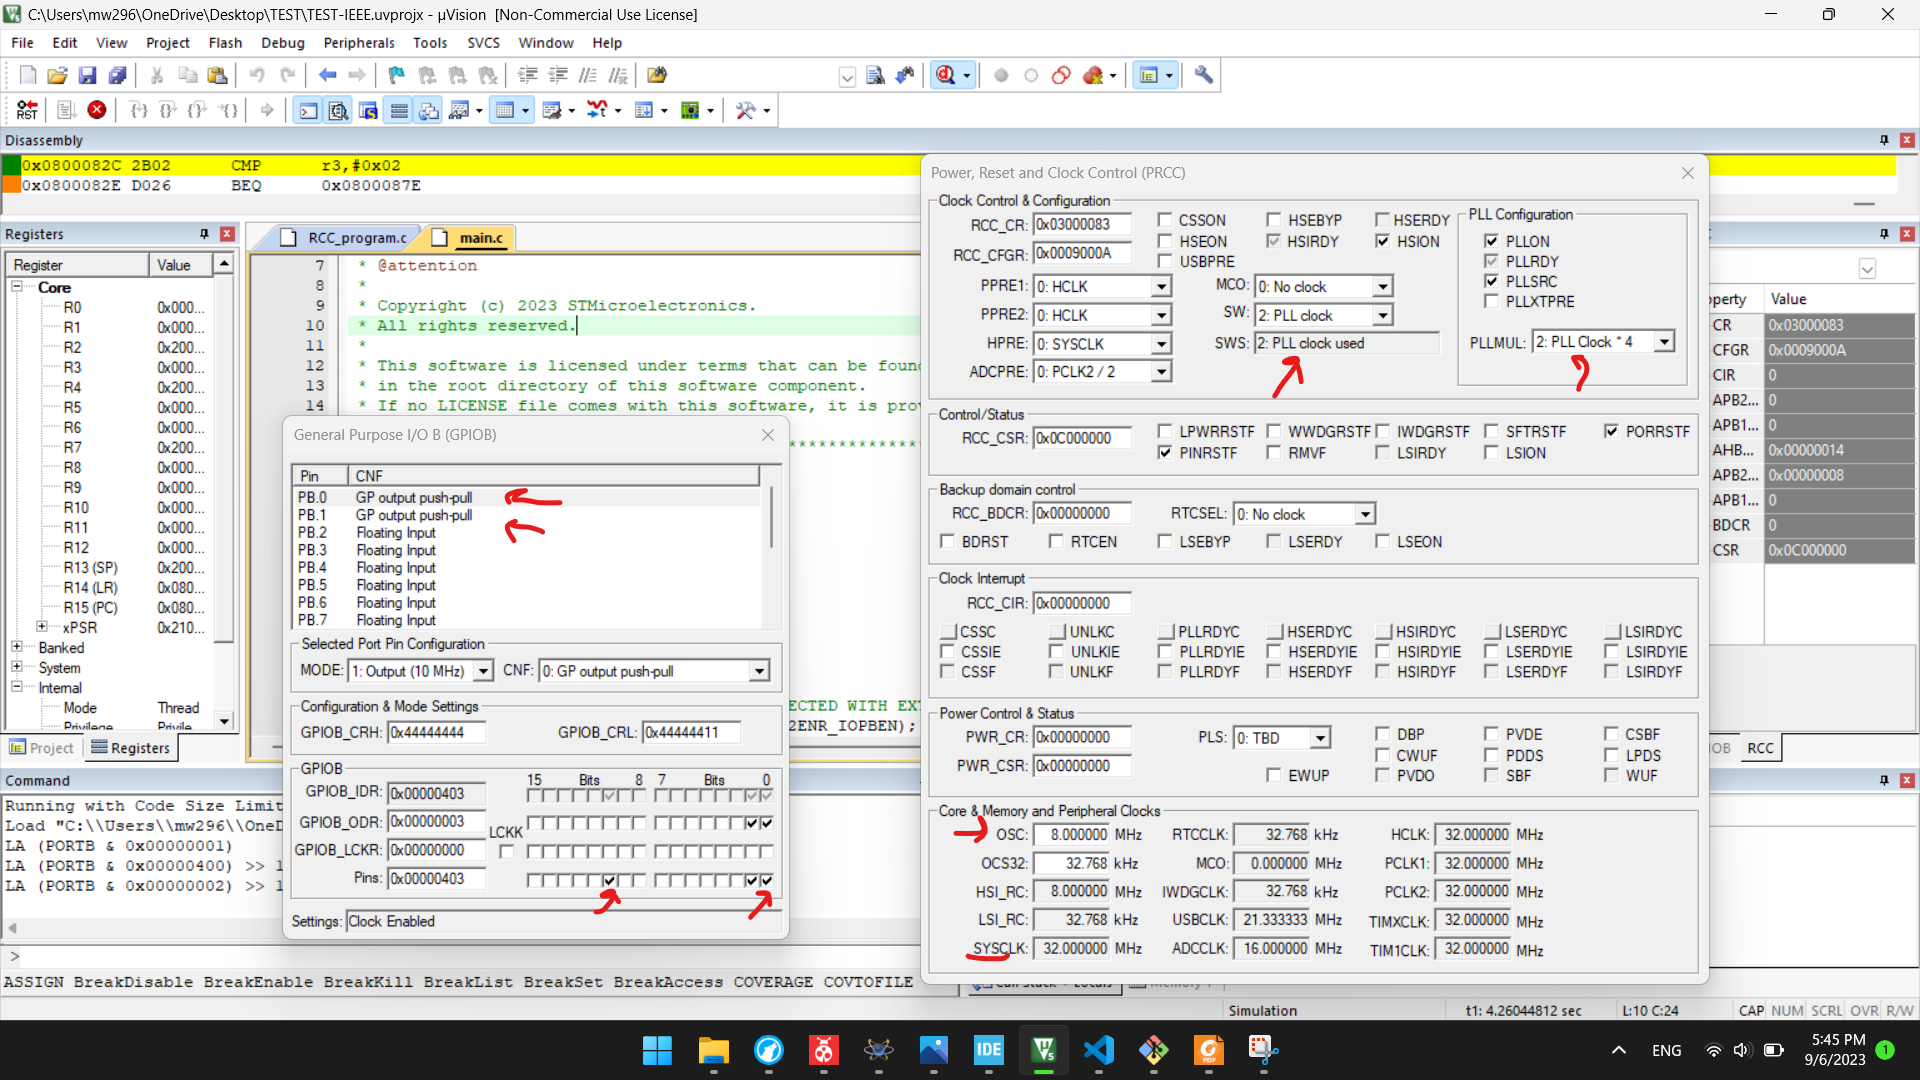 C:\Users\mw296\OneDrive\Desktop\TEST\TEST-IEEE.uvprojx - µVision [Non-Commercial Use License]
File Edit View Project Flash Debug Peripherals Tools SVCS Window Help
RST
Disassembly
0x0800082C 2B02 CMP r3,#0x02
0x0800082E D026 BEQ 0x0800087E
Registers
Register Value
Core
R0 0x000...
R1 0x000...
R2 0x200...
R3 0x000...
R4 0x200...
R5 0x000...
R6 0x000...
R7 0x200...
R8 0x000...
R9 0x000...
R10 0x000...
R11 0x000...
R12 0x000...
R13 (SP) 0x200...
R14 (LR) 0x080...
R15 (PC) 0x080...
xPSR 0x210...
Banked
System
Internal
Mode Thread
Privilege Privile...
Project Registers
RCC_program.c main.c
7 * @attention
8 *
9 * Copyright (c) 2023 STMicroelectronics.
10 * All rights reserved.
11 *
12 * This software is licensed under terms that can be foun
13 * in the root directory of this software component.
14 * If no LICENSE file comes with this software, it is prov
ECTED WITH EXT
2ENR_IOPBEN);
General Purpose I/O B (GPIOB)
Pin CNF
PB.0 GP output push-pull
PB.1 GP output push-pull
PB.2 Floating Input
PB.3 Floating Input
PB.4 Floating Input
PB.5 Floating Input
PB.6 Floating Input
PB.7 Floating Input
Selected Port Pin Configuration
MODE: 1: Output (10 MHz) CNF: 0: GP output push-pull
Configuration & Mode Settings
GPIOB_CRH: 0x44444444 GPIOB_CRL: 0x44444411
GPIOB
15 Bits 8 7 Bits 0
GPIOB_IDR: 0x00000403
GPIOB_ODR: 0x00000003
LCKK
GPIOB_LCKR: 0x00000000
Pins: 0x00000403
Settings: Clock Enabled
Power, Reset and Clock Control (PRCC)
Clock Control & Configuration
RCC_CR: 0x03000083 CSSON HSEBYP HSERDY
HSEON HSIRDY HSION
RCC_CFGR: 0x0009000A USBPRE
PPRE1: 0: HCLK MCO: 0: No clock
PPRE2: 0: HCLK SW: 2: PLL clock
HPRE: 0: SYSCLK SWS: 2: PLL clock used
ADCPRE: 0: PCLK2 / 2
PLL Configuration
PLLON
PLLRDY
PLLSRC
PLLXTPRE
PLLMUL: 2: PLL Clock * 4
Control/Status
RCC_CSR: 0x0C000000 LPWRRSTF WWDGRSTF IWDGRSTF SFTRSTF PORRSTF
PINRSTF RMVF LSIRDY LSION
Backup domain control
RCC_BDCR: 0x00000000 RTCSEL: 0: No clock
BDRST RTCEN LSEBYP LSERDY LSEON
Clock Interrupt
RCC_CIR: 0x00000000
CSSC UNLKC PLLRDYC HSERDYC HSIRDYC LSERDYC LSIRDYC
CSSIE UNLKIE PLLRDYIE HSERDYIE HSIRDYIE LSERDYIE LSIRDYIE
CSSF UNLKF PLLRDYF HSERDYF HSIRDYF LSERDYF LSIRDYF
Power Control & Status
PWR_CR: 0x00000000 PLS: 0: TBD DBP PVDE CSBF
CWUF PDDS LPDS
PWR_CSR: 0x00000000 EWUP PVDO SBF WUF
Core & Memory and Peripheral Clocks
OSC: 8.000000 MHz RTCCLK: 32.768 kHz HCLK: 32.000000 MHz
OCS32: 32.768 kHz MCO: 0.000000 MHz PCLK1: 32.000000 MHz
HSI_RC: 8.000000 MHz IWDGCLK: 32.768 kHz PCLK2: 32.000000 MHz
LSI_RC: 32.768 kHz USBCLK: 21.333333 MHz TIMXCLK: 32.000000 MHz
SYSCLK: 32.000000 MHz ADCCLK: 16.000000 MHz TIM1CLK: 32.000000 MHz
operty Value
CR 0x03000083
CFGR 0x0009000A
CIR 0
APB2... 0
APB1... 0
AHB... 0x00000014
APB2... 0x00000008
APB1... 0
BDCR 0
CSR 0x0C000000
IOB RCC
Command
Running with Code Size Limit
Load "C:\\Users\\mw296\\OneD
LA (PORTB & 0x00000001)
LA (PORTB & 0x00000400) >> 1
LA (PORTB & 0x00000002) >> 1
>
ASSIGN BreakDisable BreakEnable BreakKill BreakList BreakSet BreakAccess COVERAGE COVTOFILE
Call Stack + Locals Memory 1
Simulation t1: 4.26044812 sec L:10 C:24 CAP NUM SCRL OVR R/W
IDE
PDF
ENG
5:45 PM
9/6/2023
1